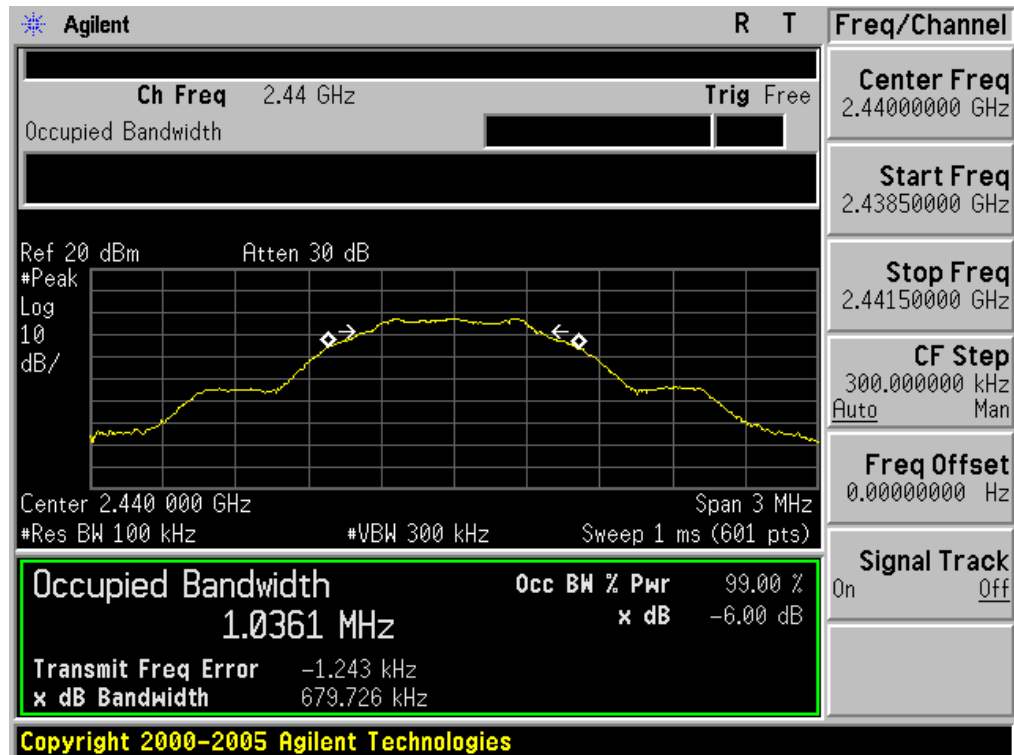 Agilent R T
Ch Freq 2.44 GHz Trig Free
Occupied Bandwidth
Ref 20 dBm Atten 30 dB
#Peak
Log
10
dB/
Center 2.440 000 GHz Span 3 MHz
#Res BW 100 kHz #VBW 300 kHz Sweep 1 ms (601 pts)
Occupied Bandwidth
1.0361 MHz
Occ BW % Pwr 99.00 %
x dB -6.00 dB
Transmit Freq Error -1.243 kHz
x dB Bandwidth 679.726 kHz
Copyright 2000-2005 Agilent Technologies
Freq/Channel
Center Freq
2.44000000 GHz
Start Freq
2.43850000 GHz
Stop Freq
2.44150000 GHz
CF Step
300.000000 kHz
Auto Man
Freq Offset
0.00000000 Hz
Signal Track
On Off